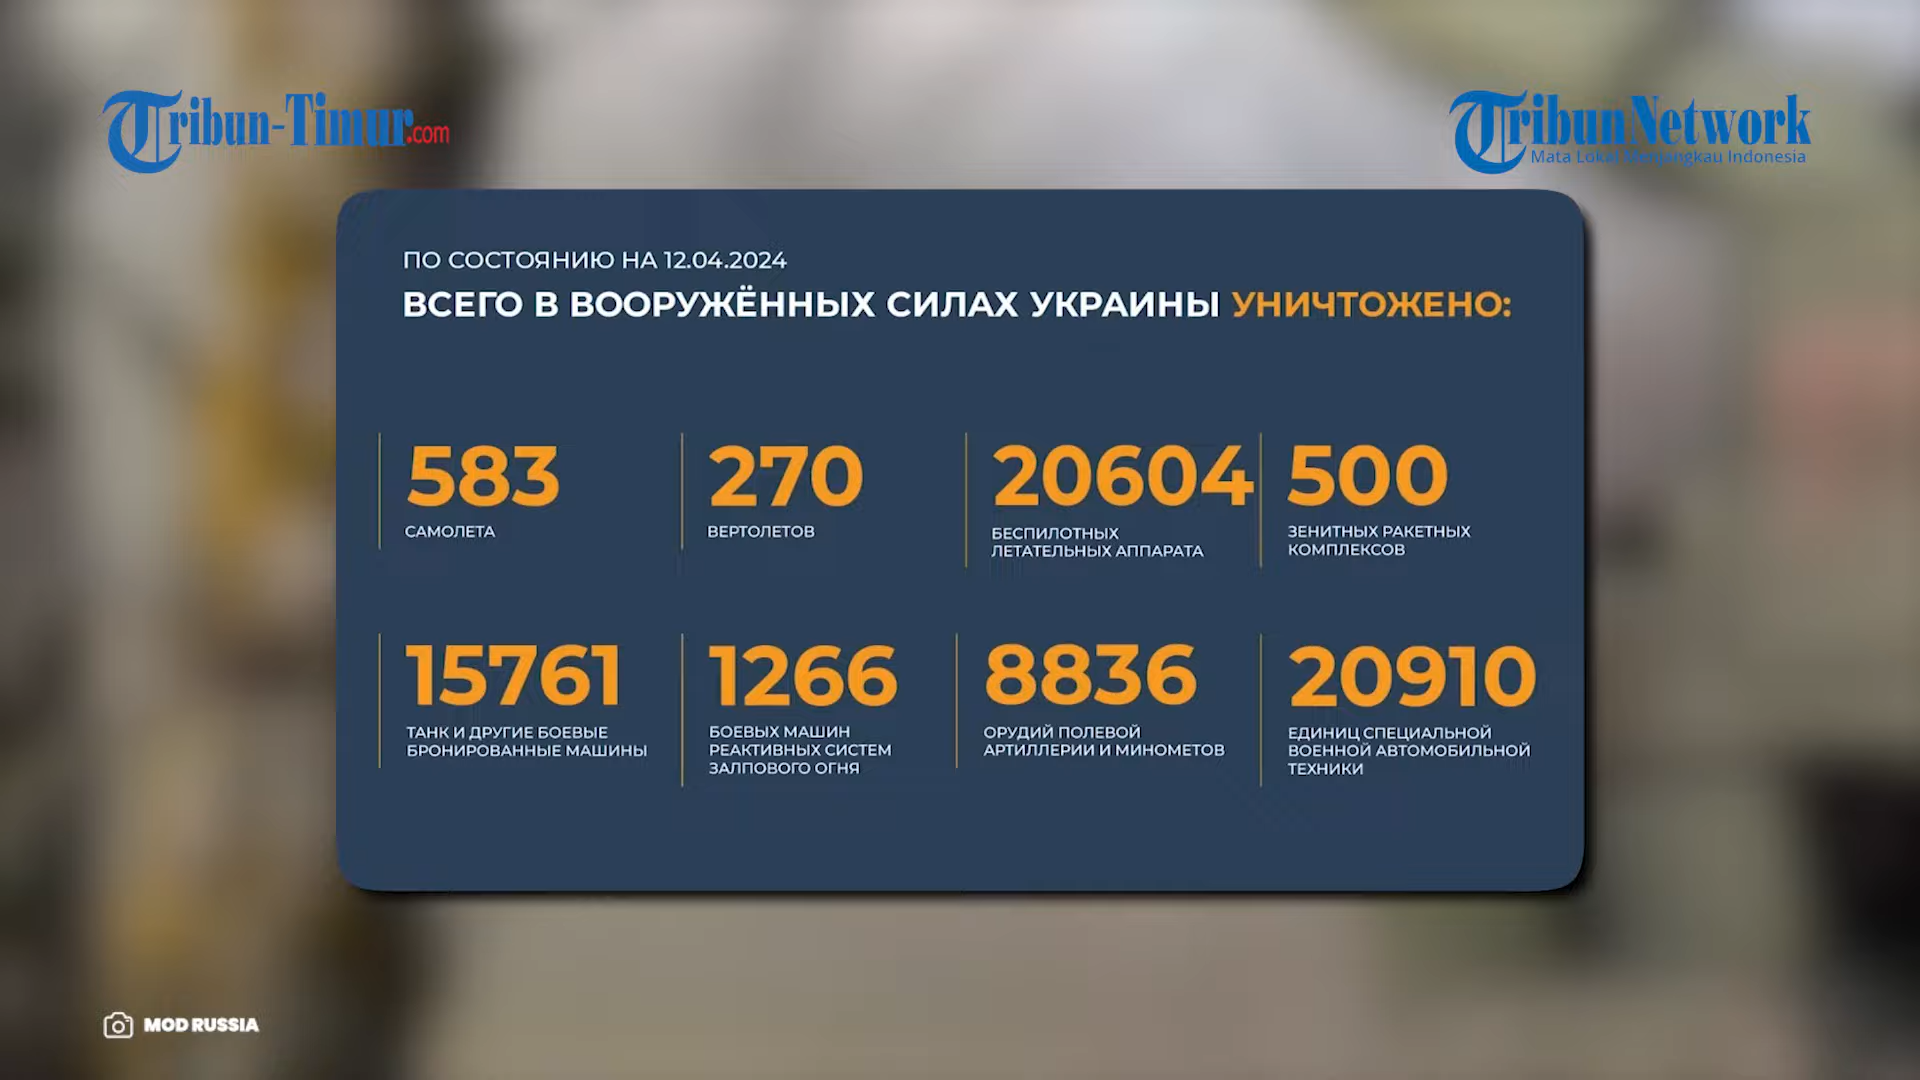 Tribun-Timur.com
TribunNetwork
Mata Lokal Menjangkau Indonesia
ПО СОСТОЯНИЮ НА 12.04.2024
ВСЕГО В ВООРУЖЁННЫХ СИЛАХ УКРАИНЫ УНИЧТОЖЕНО:
583
САМОЛЕТА
270
ВЕРТОЛЕТОВ
20604
БЕСПИЛОТНЫХ
ЛЕТАТЕЛЬНЫХ АППАРАТА
500
ЗЕНИТНЫХ РАКЕТНЫХ
КОМПЛЕКСОВ
15761
ТАНК И ДРУГИЕ БОЕВЫЕ
БРОНИРОВАННЫЕ МАШИНЫ
1266
БОЕВЫХ МАШИН
РЕАКТИВНЫХ СИСТЕМ
ЗАЛПОВОГО ОГНЯ
8836
ОРУДИЙ ПОЛЕВОЙ
АРТИЛЛЕРИИ И МИНОМЕТОВ
20910
ЕДИНИЦ СПЕЦИАЛЬНОЙ
ВОЕННОЙ АВТОМОБИЛЬНОЙ
ТЕХНИКИ
MOD RUSSIA